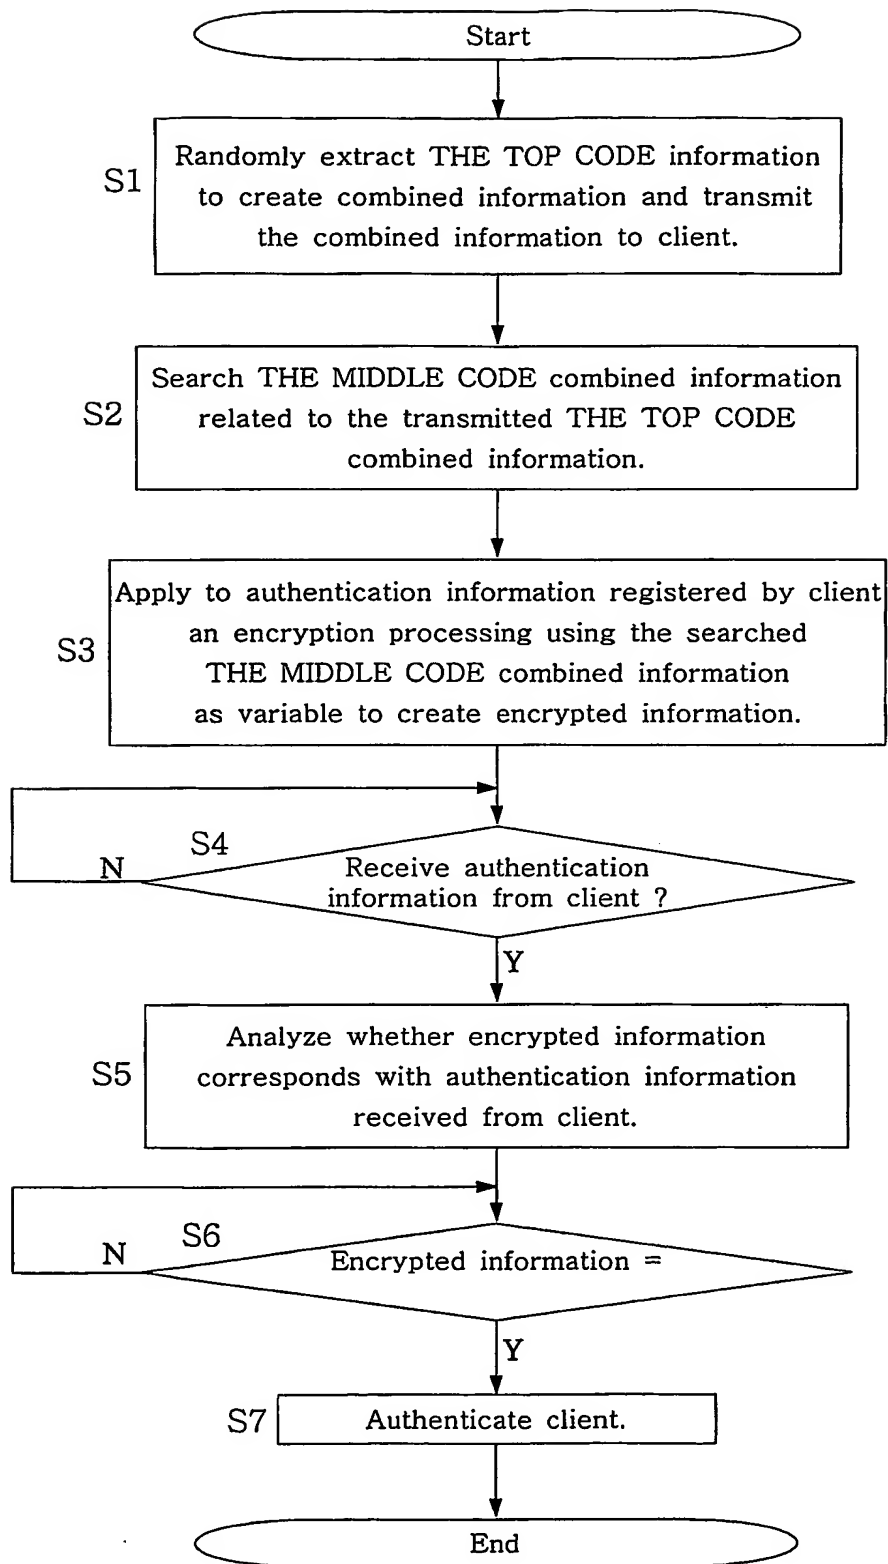 Start
S1
Randomly extract THE TOP CODE information
to create combined information and transmit
the combined information to client.
S2
Search THE MIDDLE CODE combined information
related to the transmitted THE TOP CODE
combined information.
S3
Apply to authentication information registered by client
an encryption processing using the searched
THE MIDDLE CODE combined information
as variable to create encrypted information.
S4
N
Receive authentication
information from client ?
Y
S5
Analyze whether encrypted information
corresponds with authentication information
received from client.
S6
N
Encrypted information =
Y
S7
Authenticate client.
End